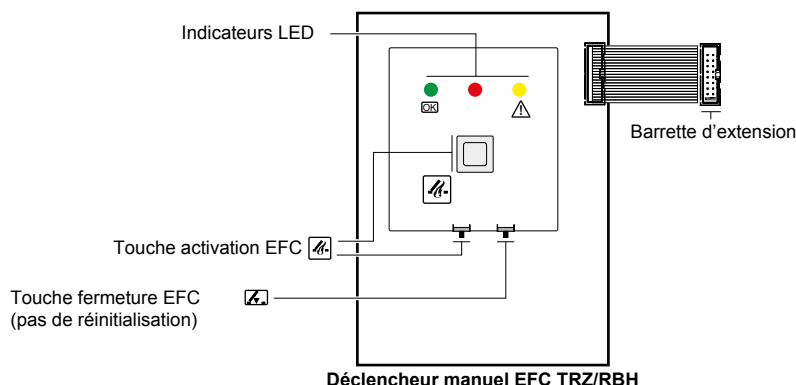 Indicateurs LED
OK
Barrette d'extension
Touche activation EFC
Touche fermeture EFC
(pas de réinitialisation)
Déclencheur manuel EFC TRZ/RBH